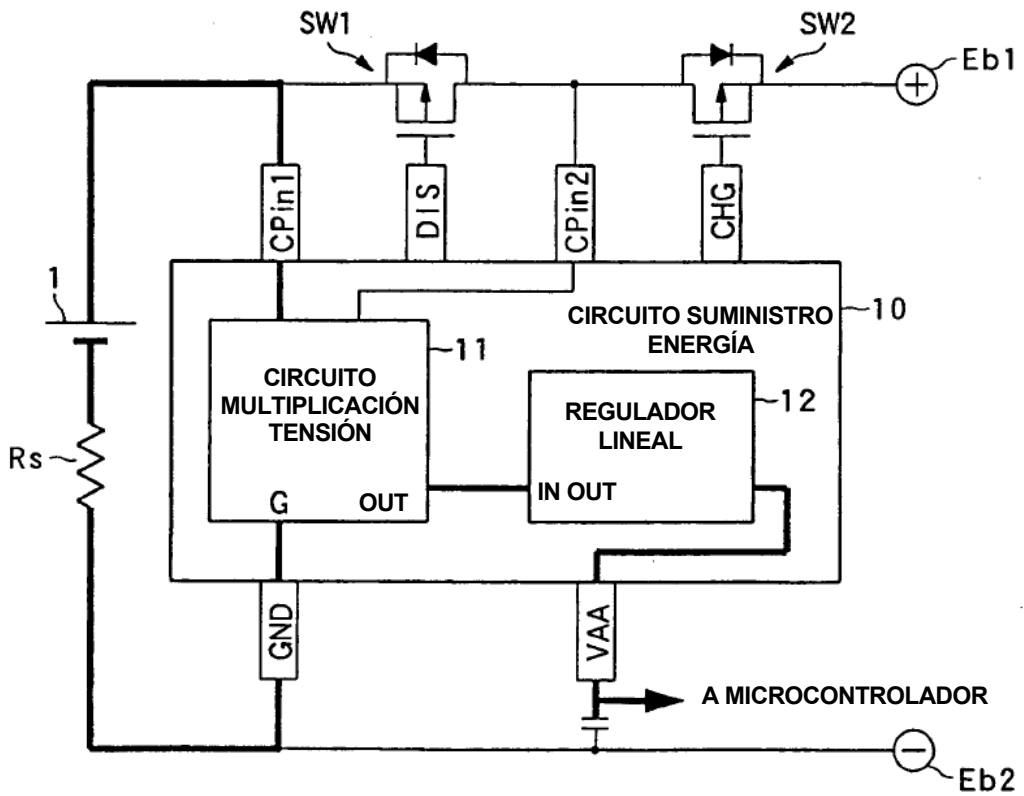 SW1
SW2
Eb1
+
CPin1
DIS
CPin2
CHG
1
CIRCUITO SUMINISTRO
ENERGÍA
10
11
CIRCUITO
MULTIPLICACIÓN
TENSIÓN
REGULADOR
LINEAL
12
Rs
G
OUT
IN OUT
GND
VAA
A MICROCONTROLADOR
−
Eb2